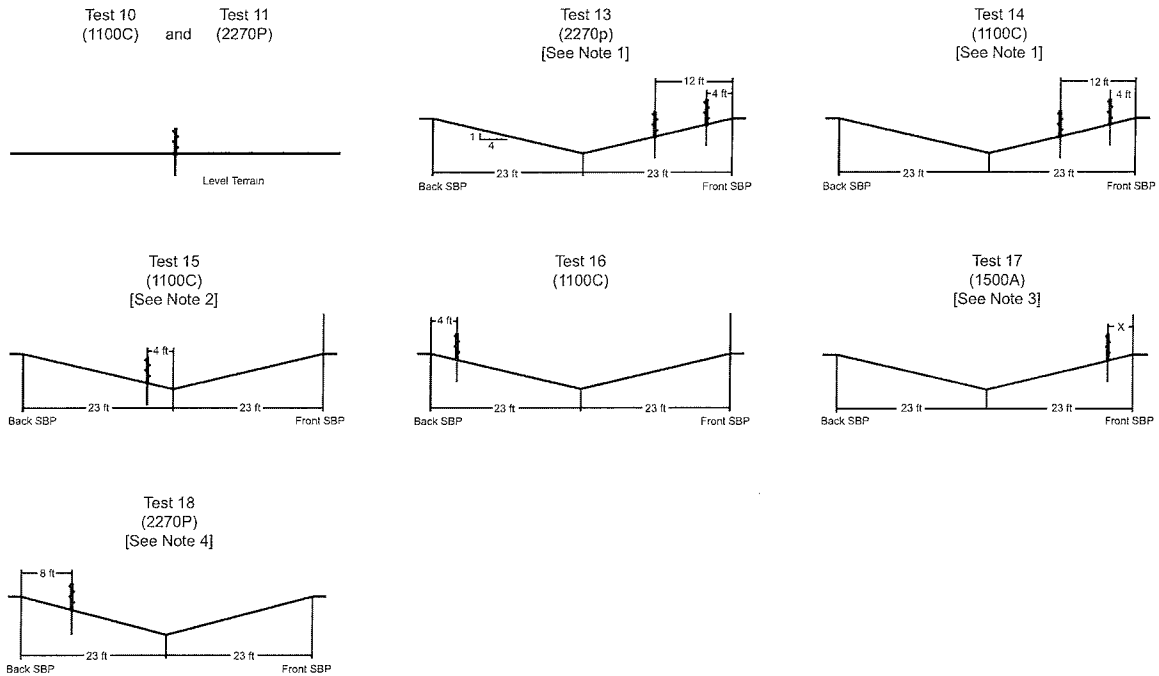 Test 10
(1100C)
and
Test 11
(2270P)
Level Terrain
Test 13
(2270p)
[See Note 1]
12 ft
4 ft
1
4
23 ft
23 ft
Back SBP
Front SBP
Test 14
(1100C)
[See Note 1]
12 ft
4 ft
23 ft
23 ft
Back SBP
Front SBP
Test 15
(1100C)
[See Note 2]
4 ft
23 ft
23 ft
Back SBP
Front SBP
Test 16
(1100C)
4 ft
23 ft
23 ft
Back SBP
Front SBP
Test 17
(1500A)
[See Note 3]
X
23 ft
23 ft
Back SBP
Front SBP
Test 18
(2270P)
[See Note 4]
8 ft
23 ft
23 ft
Back SBP
Front SBP